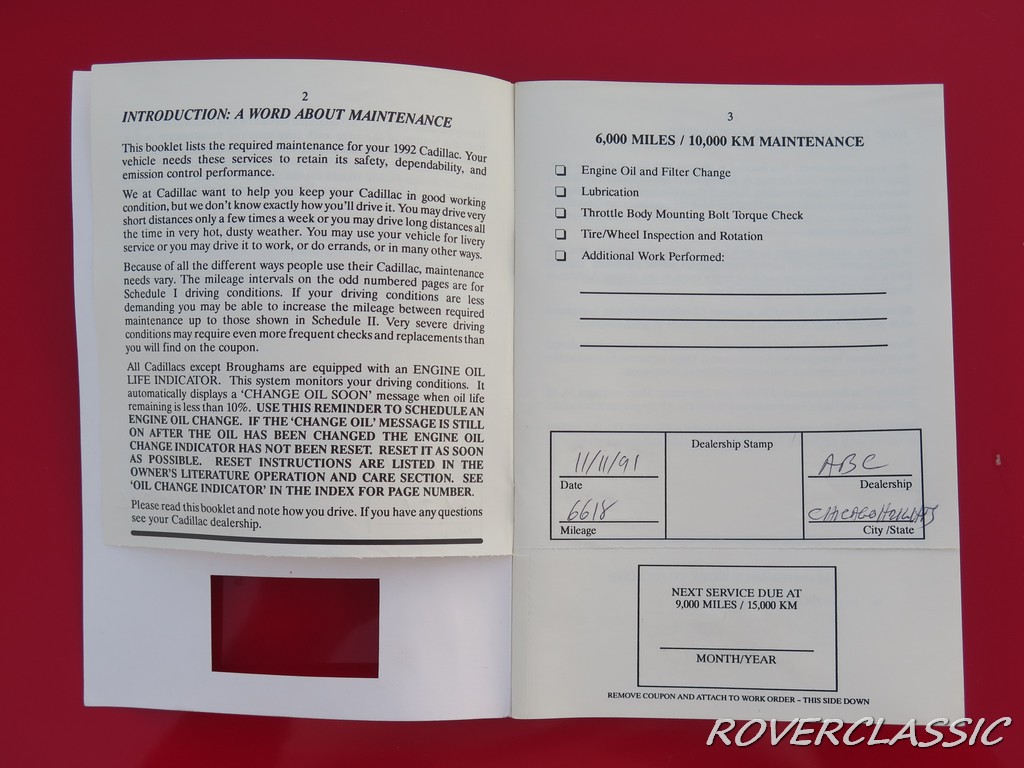 2
INTRODUCTION: A WORD ABOUT MAINTENANCE
This booklet lists the required maintenance for your 1992 Cadillac. Your
vehicle needs these services to retain its safety, dependability, and
emission control performance.
We at Cadillac want to help you keep your Cadillac in good working
condition, but we don't know exactly how you'll drive it. You may drive very
short distances only a few times a week or you may drive long distances all
the time in very hot, dusty weather. You may use your vehicle for livery
service or you may drive it to work, or do errands, or in many other ways.
Because of all the different ways people use their Cadillac, maintenance
needs vary. The mileage intervals on the odd numbered pages are for
Schedule I driving conditions. If your driving conditions are less
demanding you may be able to increase the mileage between required
maintenance up to those shown in Schedule II. Very severe driving
conditions may require even more frequent checks and replacements than
you will find on the coupon.
All Cadillacs except Broughams are equipped with an ENGINE OIL
LIFE INDICATOR. This system monitors your driving conditions. It
automatically displays a 'CHANGE OIL SOON' message when oil life
remaining is less than 10%. USE THIS REMINDER TO SCHEDULE AN
ENGINE OIL CHANGE. IF THE 'CHANGE OIL' MESSAGE IS STILL
ON AFTER THE OIL HAS BEEN CHANGED THE ENGINE OIL
CHANGE INDICATOR HAS NOT BEEN RESET. RESET IT AS SOON
AS POSSIBLE. RESET INSTRUCTIONS ARE LISTED IN THE
OWNER'S LITERATURE OPERATION AND CARE SECTION. SEE
'OIL CHANGE INDICATOR' IN THE INDEX FOR PAGE NUMBER.
Please read this booklet and note how you drive. If you have any questions
see your Cadillac dealership.
3
6,000 MILES / 10,000 KM MAINTENANCE
Engine Oil and Filter Change
Lubrication
Throttle Body Mounting Bolt Torque Check
Tire/Wheel Inspection and Rotation
Additional Work Performed:
11/11/91
Date
6618
Mileage
Dealership Stamp
ABC
Dealership
CHICAGO HEIGHTS
City /State
NEXT SERVICE DUE AT
9,000 MILES / 15,000 KM
MONTH/YEAR
REMOVE COUPON AND ATTACH TO WORK ORDER – THIS SIDE DOWN
ROVERCLASSIC